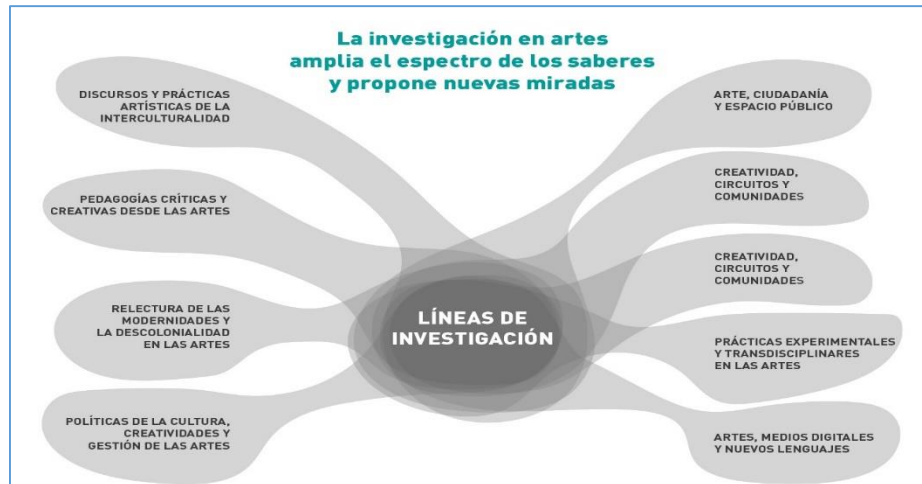 La investigación en artes
amplia el espectro de los saberes
y propone nuevas miradas
DISCURSOS Y PRÁCTICAS
ARTÍSTICAS DE LA
INTERCULTURALIDAD
PEDAGOGÍAS CRÍTICAS Y
CREATIVAS DESDE LAS ARTES
RELECTURA DE LAS
MODERNIDADES Y
LA DESCOLONIALIDAD
EN LAS ARTES
POLÍTICAS DE LA CULTURA,
CREATIVIDADES Y
GESTIÓN DE LAS ARTES
LÍNEAS DE
INVESTIGACIÓN
ARTE, CIUDADANÍA
Y ESPACIO PÚBLICO
CREATIVIDAD,
CIRCUITOS Y
COMUNIDADES
CREATIVIDAD,
CIRCUITOS Y
COMUNIDADES
PRÁCTICAS EXPERIMENTALES
Y TRANSDISCIPLINARES
EN LAS ARTES
ARTES, MEDIOS DIGITALES
Y NUEVOS LENGUAJES